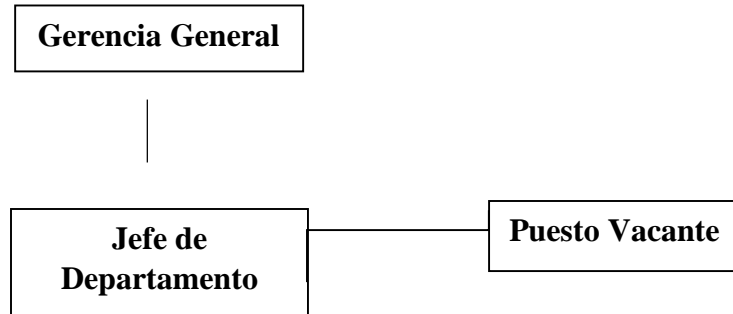 Gerencia General
Jefe de
Departamento
Puesto Vacante